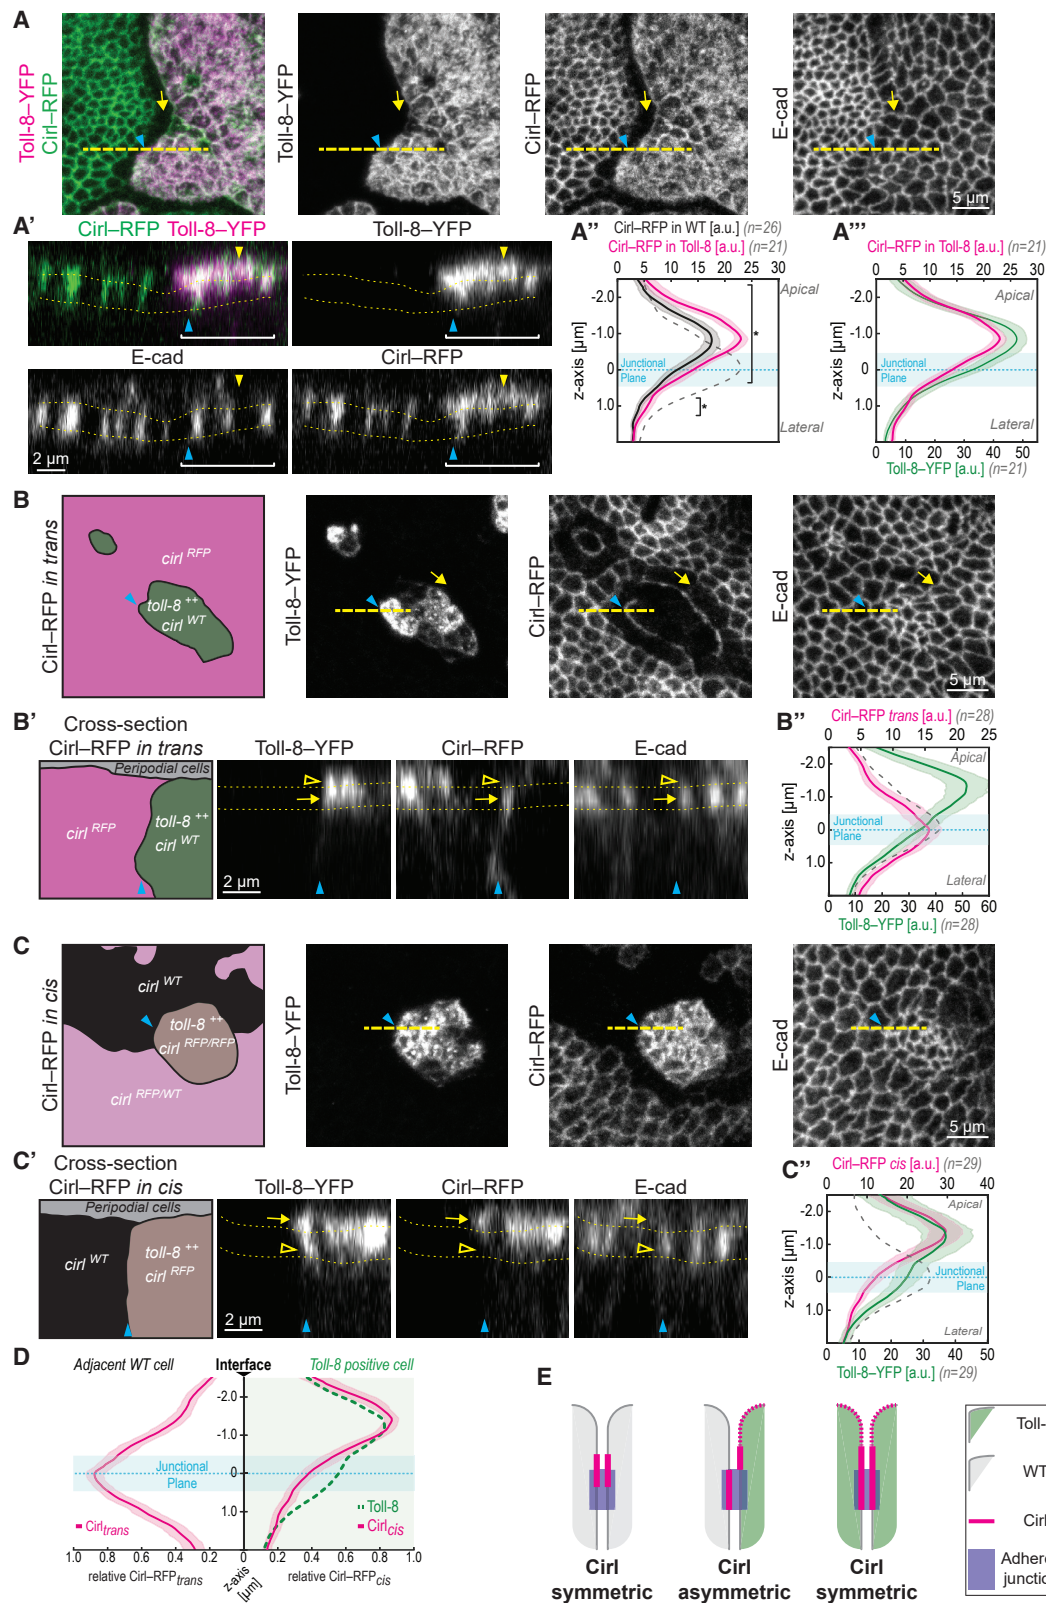 A
Toll-8–YFP
Cirl–RFP
Toll-8–YFP
Cirl–RFP
E-cad
5 µm
A'
Cirl–RFP Toll-8–YFP
Toll-8–YFP
E-cad
Cirl–RFP
2 µm
A''
Cirl–RFP in WT [a.u.] (n=26)
Cirl–RFP in Toll-8 [a.u.] (n=21)
0 5 10 15 20 25 30
Apical
-2.0
-1.0
0
1.0
z-axis [µm]
Junctional
Plane
*
*
Lateral
A'''
Cirl–RFP in Toll-8 [a.u.] (n=21)
0 5 10 15 20 25 30
Apical
-2.0
-1.0
0
1.0
z-axis [µm]
Junctional
Plane
Lateral
0 10 20 30 40 50
Toll-8–YFP [a.u.] (n=21)
B
Cirl–RFP in trans
cirl RFP
toll-8 ++
cirl WT
Toll-8–YFP
Cirl–RFP
E-cad
5 µm
B'
Cross-section
Cirl–RFP in trans
Peripodial cells
cirl RFP
toll-8 ++
cirl WT
Toll-8–YFP
Cirl–RFP
E-cad
2 µm
B''
Cirl–RFP trans [a.u.] (n=28)
0 5 10 15 20 25
Apical
-2.0
-1.0
0
1.0
z-axis [µm]
Junctional
Plane
Lateral
0 10 20 30 40 50 60
Toll-8–YFP [a.u.] (n=28)
C
Cirl–RFP in cis
cirl WT
toll-8 ++
cirl RFP/RFP
cirl RFP/WT
Toll-8–YFP
Cirl–RFP
E-cad
5 µm
C'
Cross-section
Cirl–RFP in cis
Peripodial cells
cirl WT
toll-8 ++
cirl RFP
Toll-8–YFP
Cirl–RFP
E-cad
2 µm
C''
Cirl–RFP cis [a.u.] (n=29)
0 10 20 30 40
Apical
-2.0
-1.0
0
1.0
z-axis [µm]
Junctional
Plane
Lateral
0 10 20 30 40 50
Toll-8–YFP [a.u.] (n=29)
D
Adjacent WT cell
Interface
Toll-8 positive cell
-2.0
-1.0
0
1.0
Junctional
Plane
Cirl trans
Toll-8
Cirl cis
1.0 0.8 0.6 0.4 0.2 0 0.2 0.4 0.6 0.8 1.0
relative Cirl–RFP trans
z-axis
[µm]
relative Cirl–RFP cis
E
Cirl
symmetric
Cirl
asymmetric
Cirl
symmetric
Toll-
WT
Cirl
Adhere
junctio